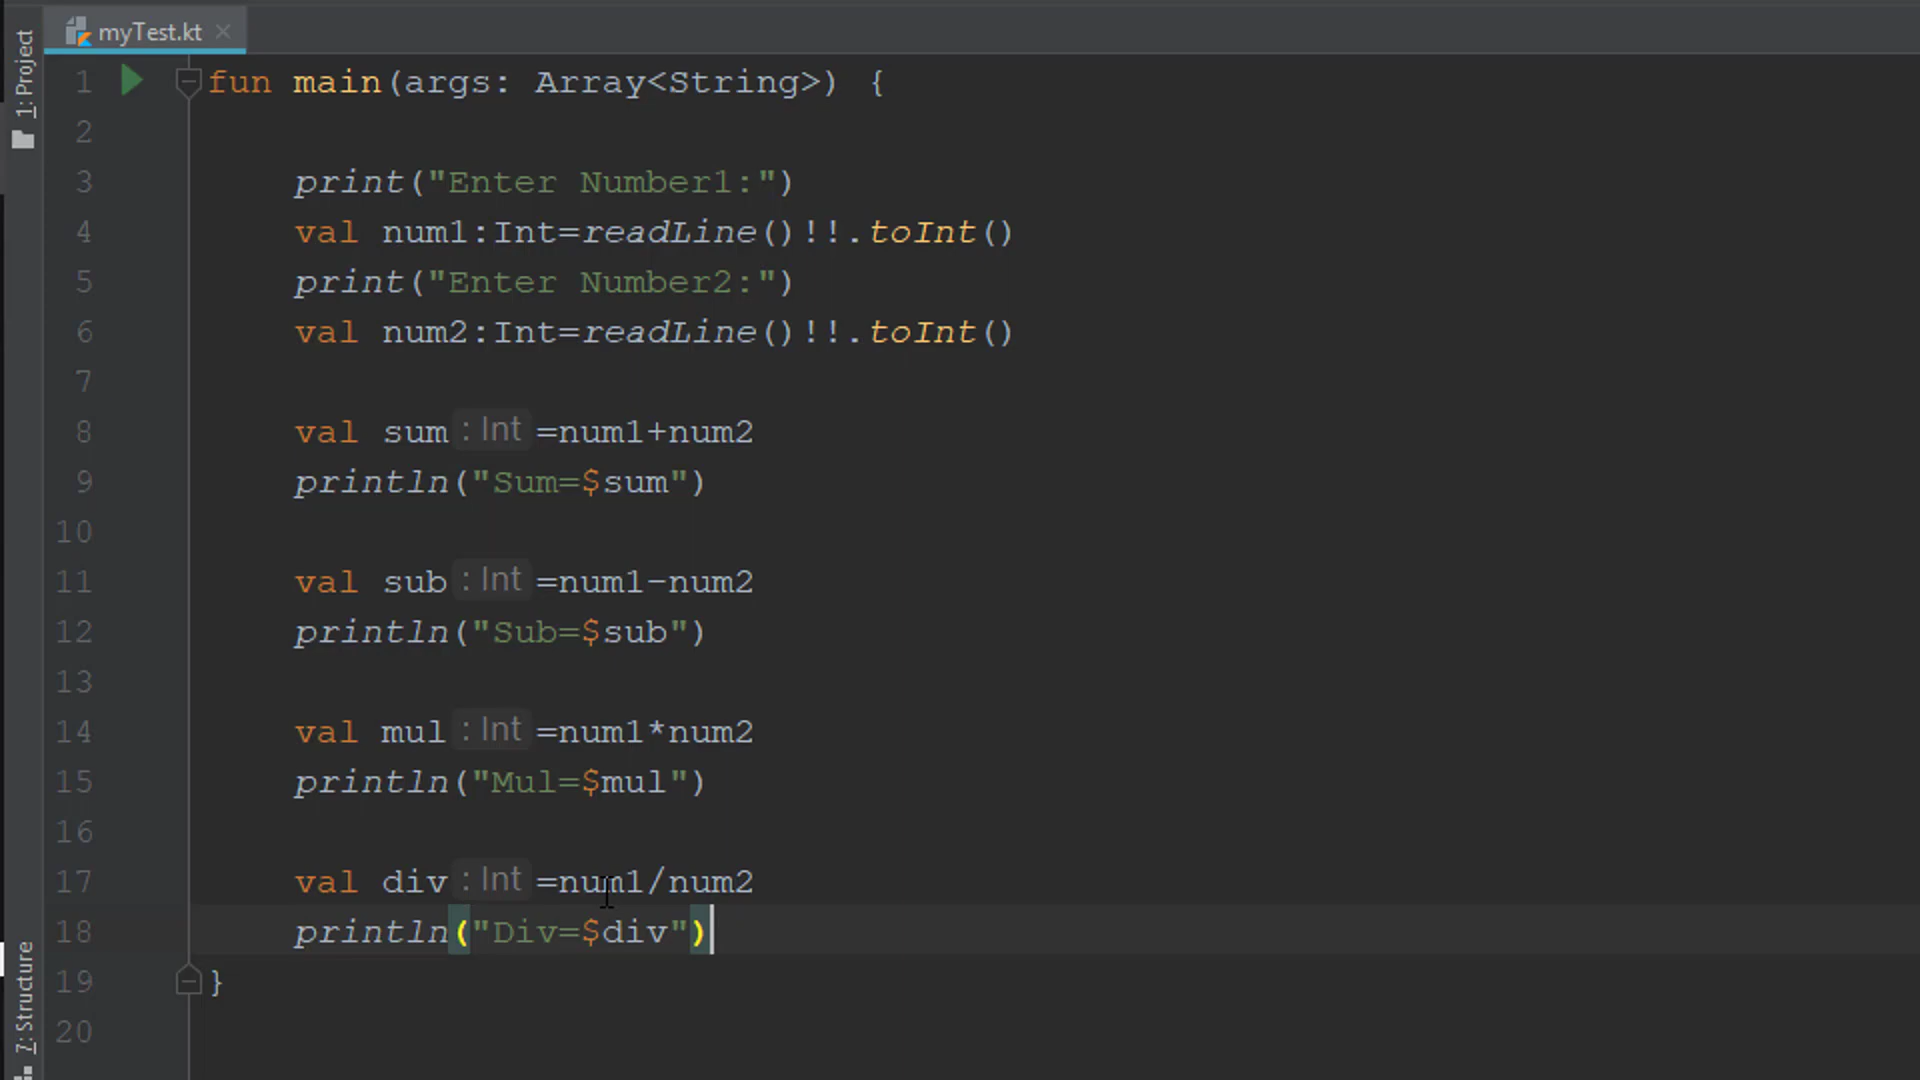 myTest.kt
1: Project
1 fun main(args: Array<String>) {
2
3 print("Enter Number1:")
4 val num1:Int=readLine()!!.toInt()
5 print("Enter Number2:")
6 val num2:Int=readLine()!!.toInt()
7
8 val sum : Int =num1+num2
9 println("Sum=$sum")
10
11 val sub : Int =num1-num2
12 println("Sub=$sub")
13
14 val mul : Int =num1*num2
15 println("Mul=$mul")
16
17 val div : Int =num1/num2
18 println("Div=$div")
19 }
20
7: Structure